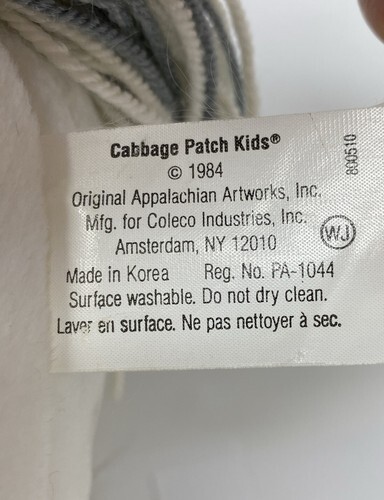 Cabbage Patch Kids®
© 1984
Original Appalachian Artworks, Inc.
Mfg. for Coleco Industries, Inc.
Amsterdam, NY 12010
WJ
Made in Korea Reg. No. PA-1044
Surface washable. Do not dry clean.
Laver en surface. Ne pas nettoyer à sec.
800510